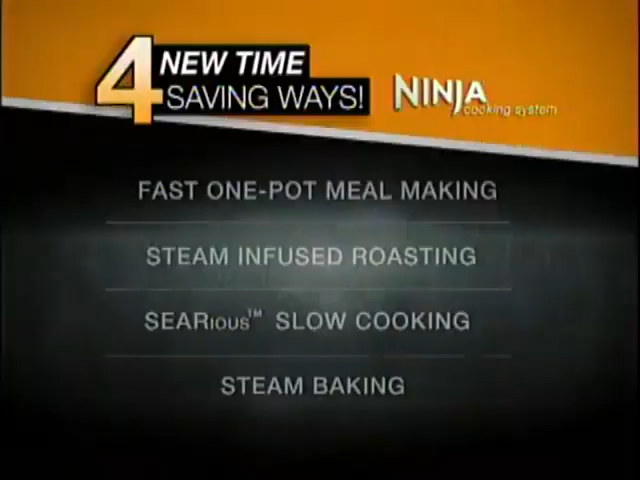 4 NEW TIME
SAVING WAYS!
NINJA
cooking system
FAST ONE-POT MEAL MAKING
STEAM INFUSED ROASTING
SEARIOUS™ SLOW COOKING
STEAM BAKING